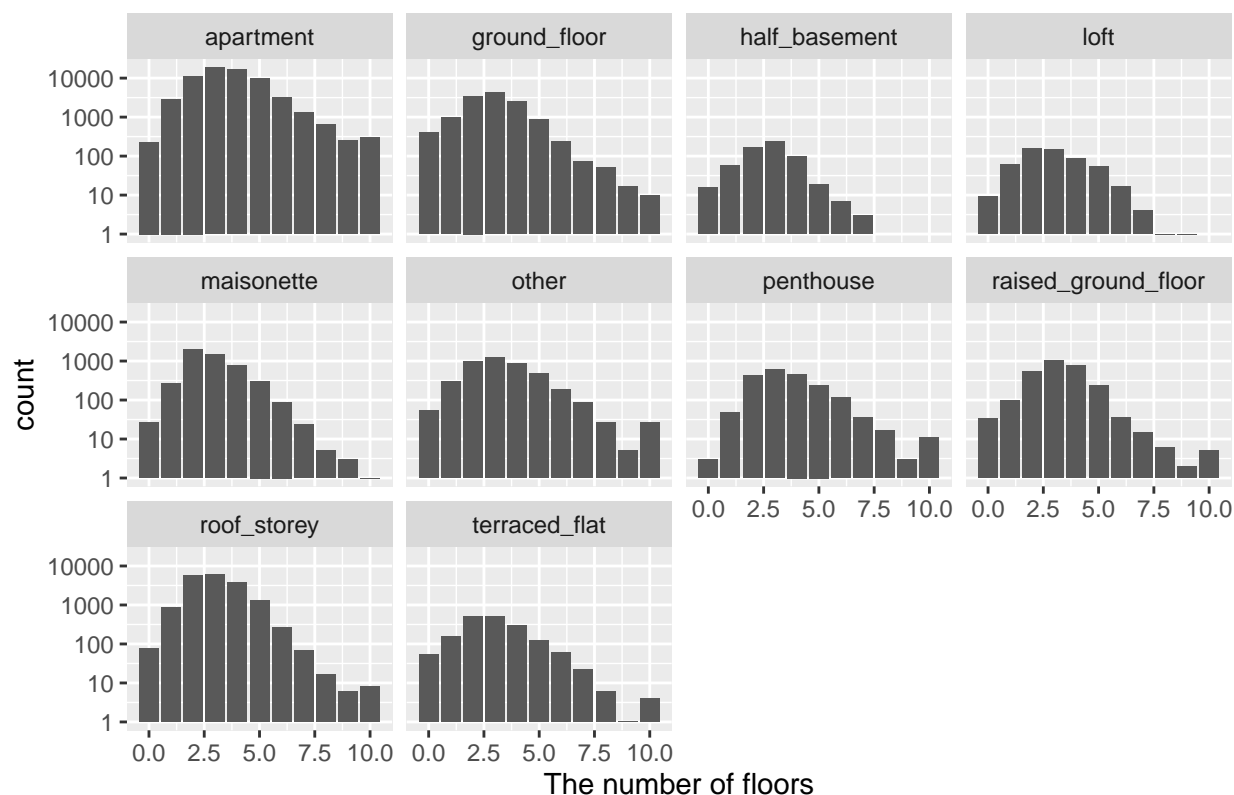 apartment
ground_floor
half_basement
loft
10000
1000
100
10
1
maisonette
other
penthouse
raised_ground_floor
10000
1000
100
10
1
0.0 2.5 5.0 7.5 10.0
0.0 2.5 5.0 7.5 10.0
roof_storey
terraced_flat
10000
1000
100
10
1
0.0 2.5 5.0 7.5 10.0
0.0 2.5 5.0 7.5 10.0
The number of floors
count